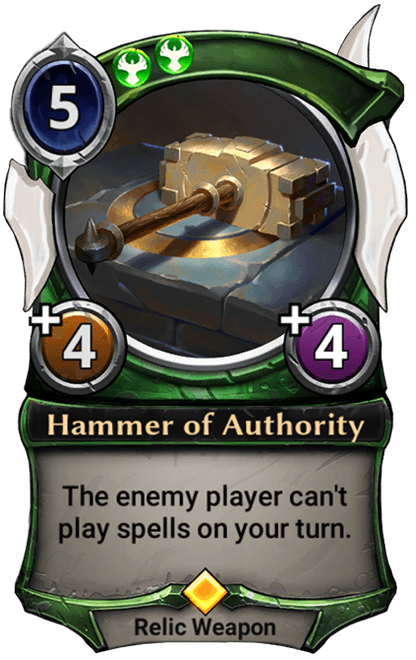 5
+4
+4
Hammer of Authority
The enemy player can't
play spells on your turn.
Relic Weapon